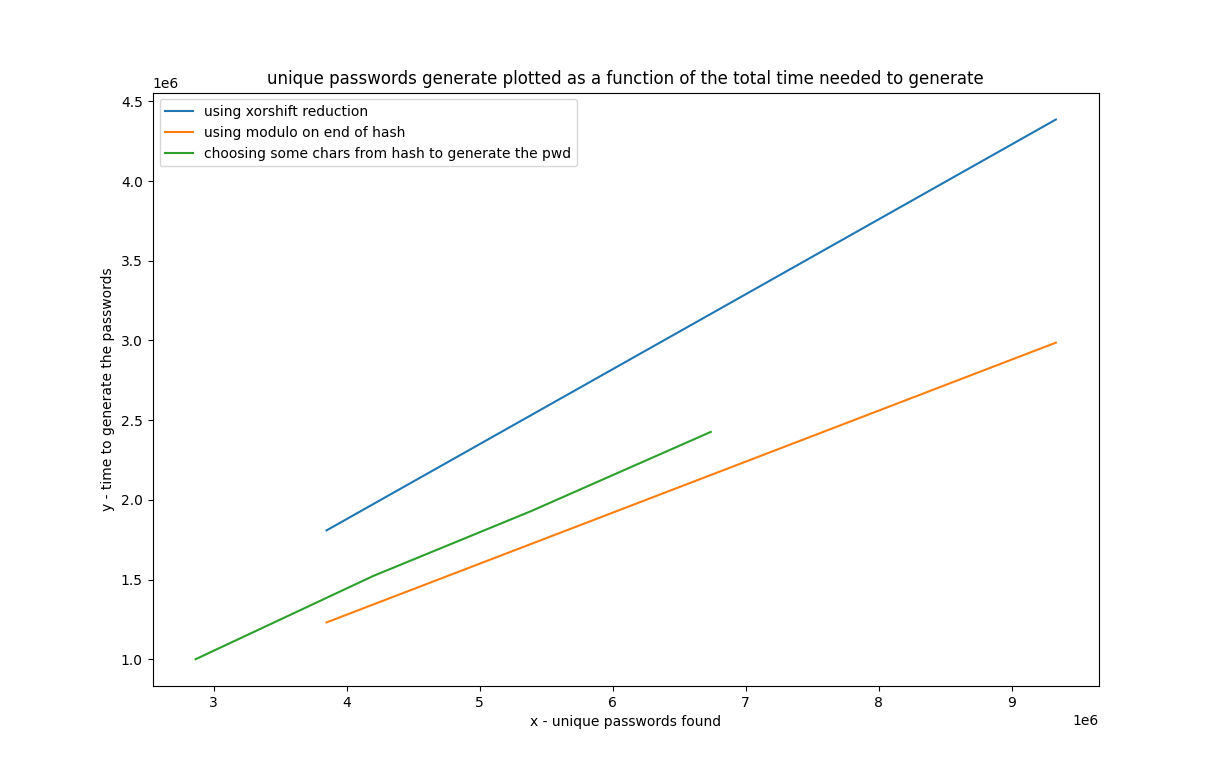 unique passwords generate plotted as a function of the total time needed to generate
1e6
using xorshift reduction
using modulo on end of hash
choosing some chars from hash to generate the pwd
4.5
4.0
3.5
3.0
2.5
2.0
1.5
1.0
y - time to generate the passwords
3 4 5 6 7 8 9
x - unique passwords found
1e6